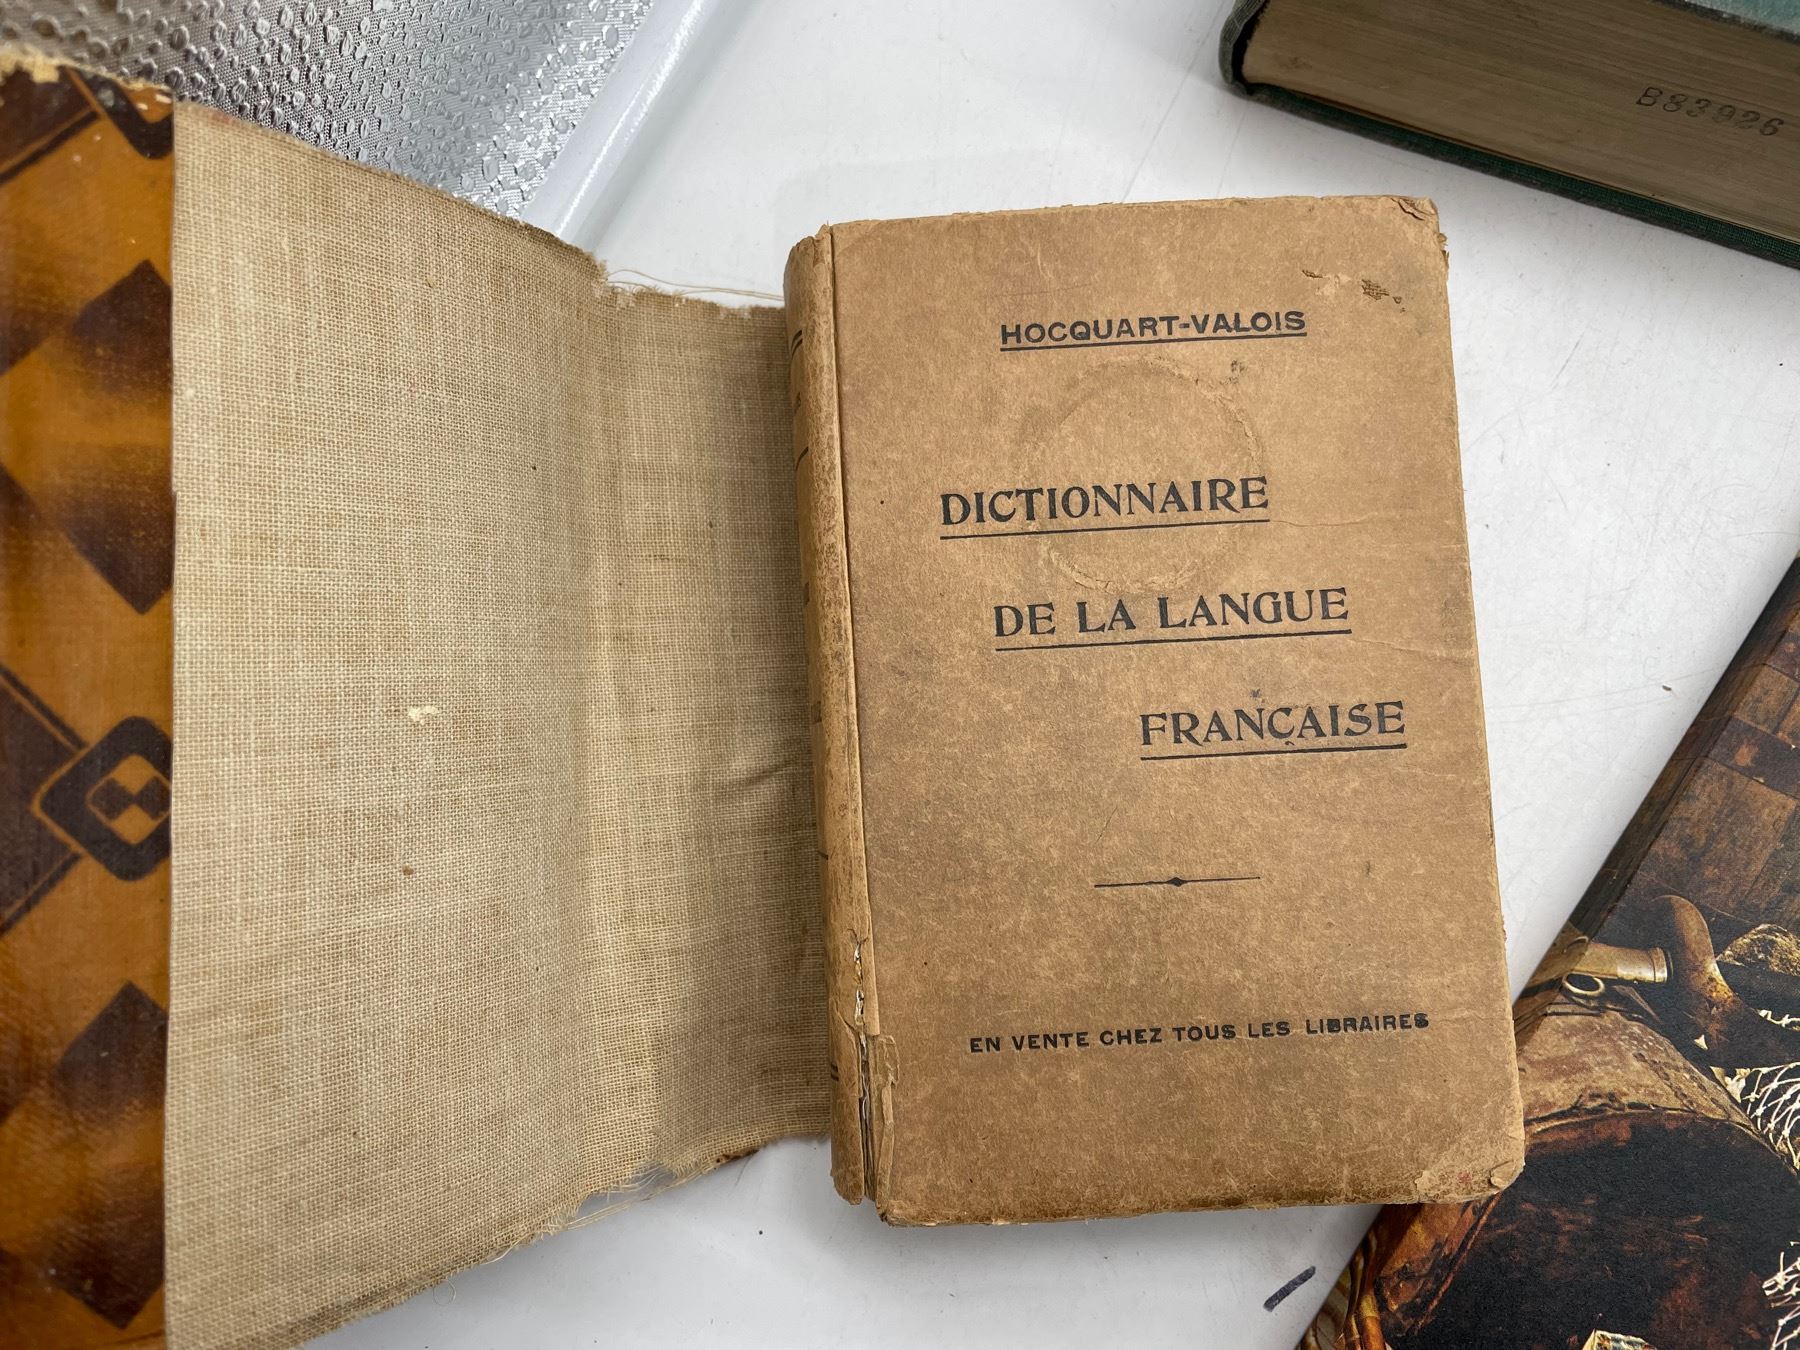 B83926
HOCQUART-VALOIS
DICTIONNAIRE
DE LA LANGUE
FRANÇAISE
EN VENTE CHEZ TOUS LES LIBRAIRES